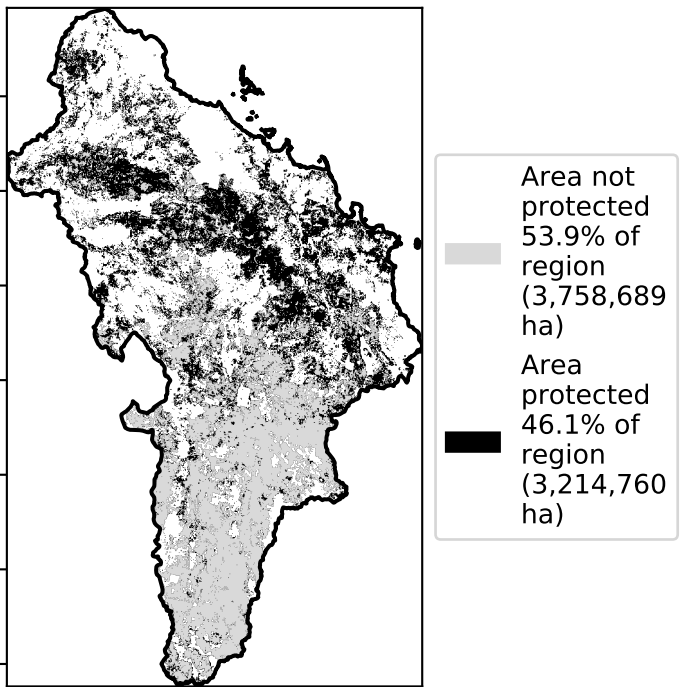 Area not
protected
53.9% of
region
(3,758,689
ha)
Area
protected
46.1% of
region
(3,214,760
ha)